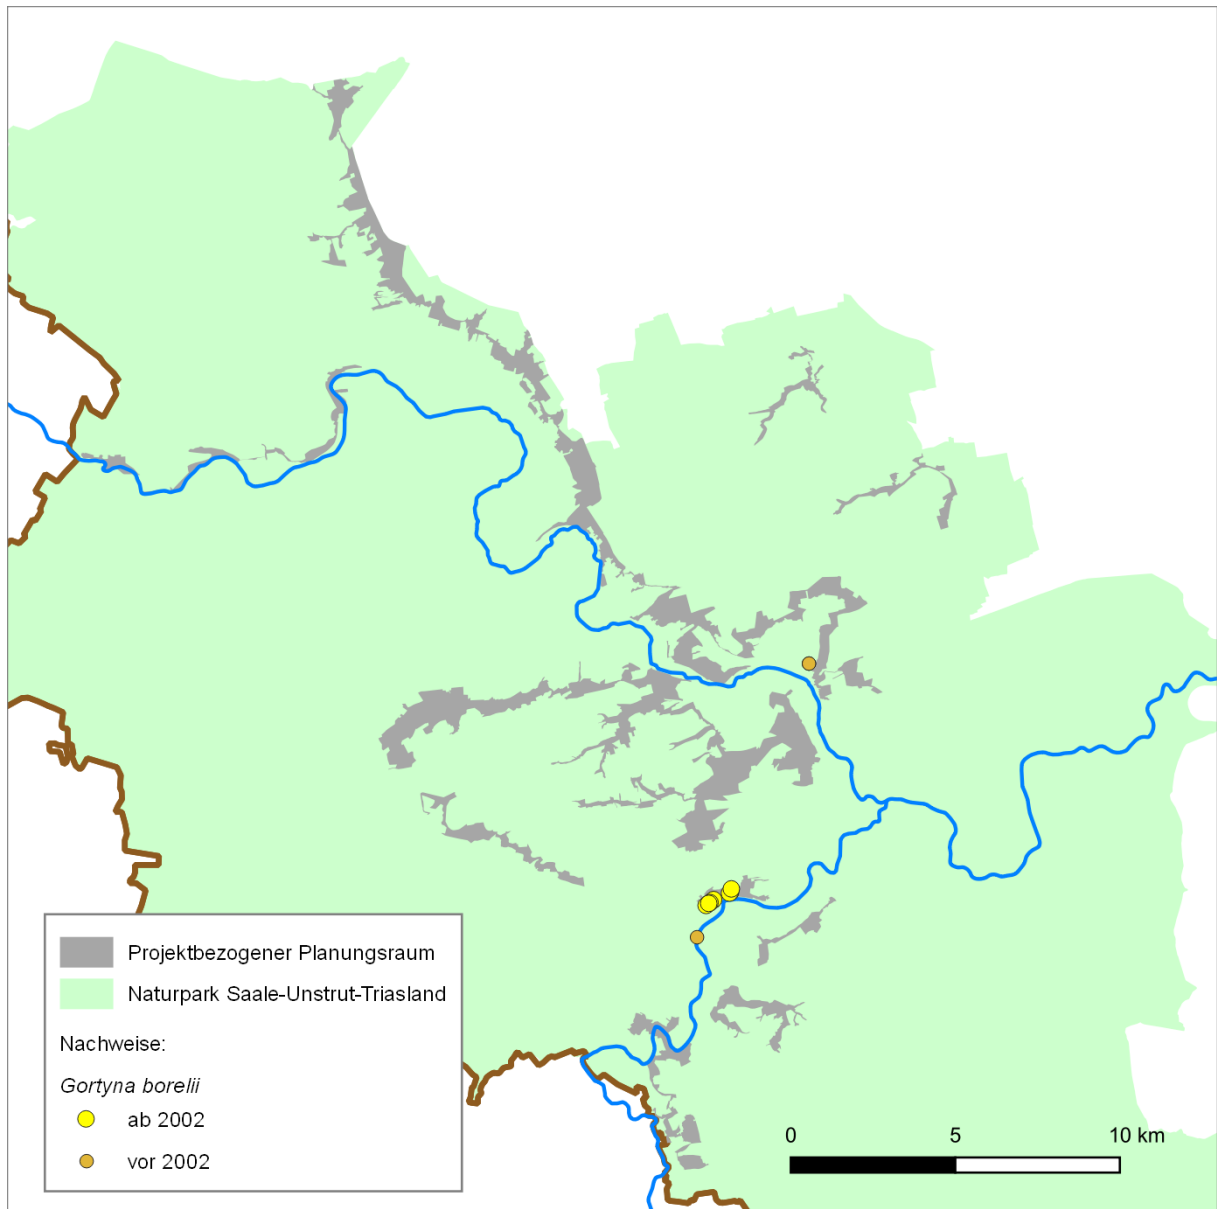 Projektbezogener Planungsraum
Naturpark Saale-Unstrut-Triasland
Nachweise:
Gortyna borelii
ab 2002
vor 2002
0 5 10 km